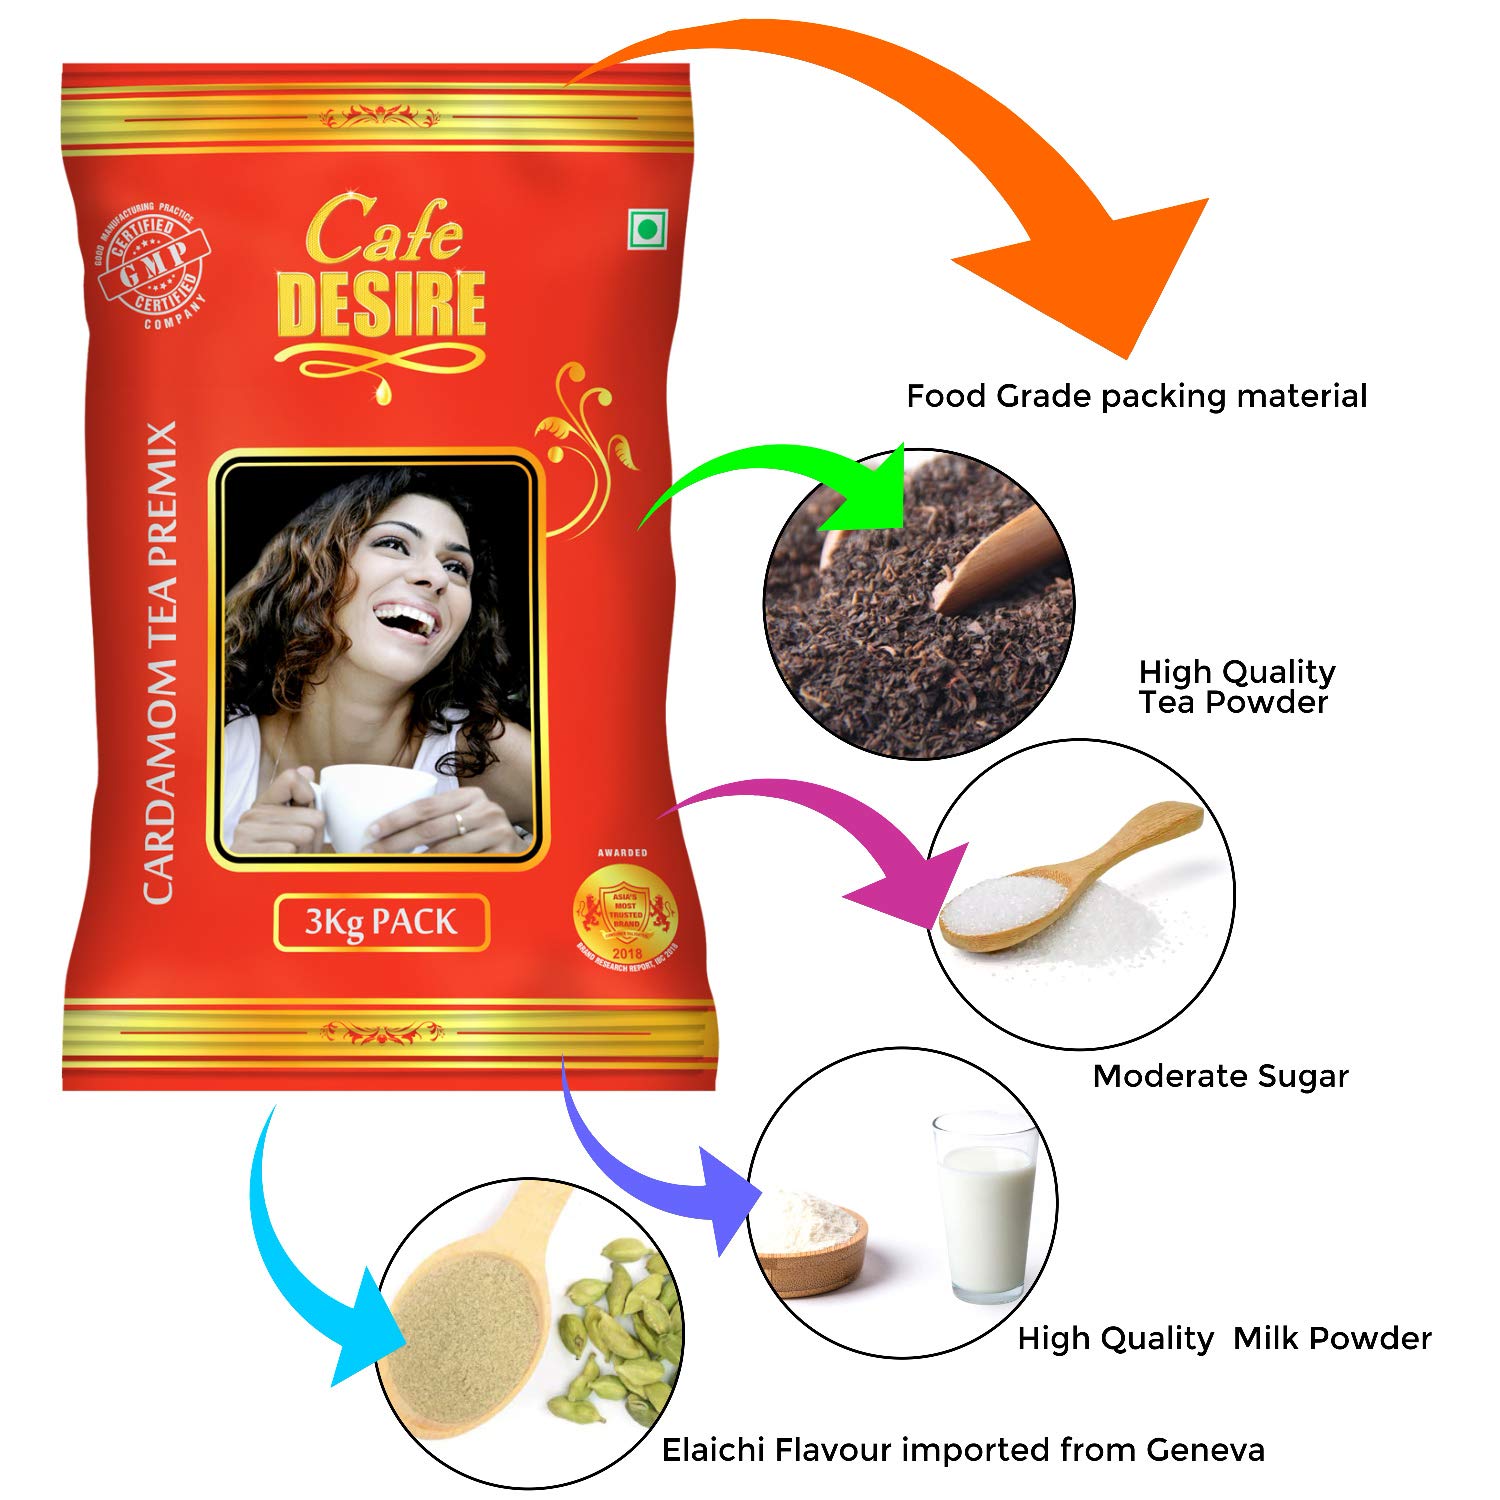 GOOD MANUFACTURING PRACTICE
CERTIFIED
GMP
CERTIFIED
COMPANY
Cafe
DESIRE
CARDAMOM TEA PREMIX
3Kg PACK
AWARDED
ASIA'S
MOST
TRUSTED
BRAND
2018
BRAND RESEARCH REPORT, IBC 2018
Food Grade packing material
High Quality
Tea Powder
Moderate Sugar
High Quality Milk Powder
Elaichi Flavour imported from Geneva